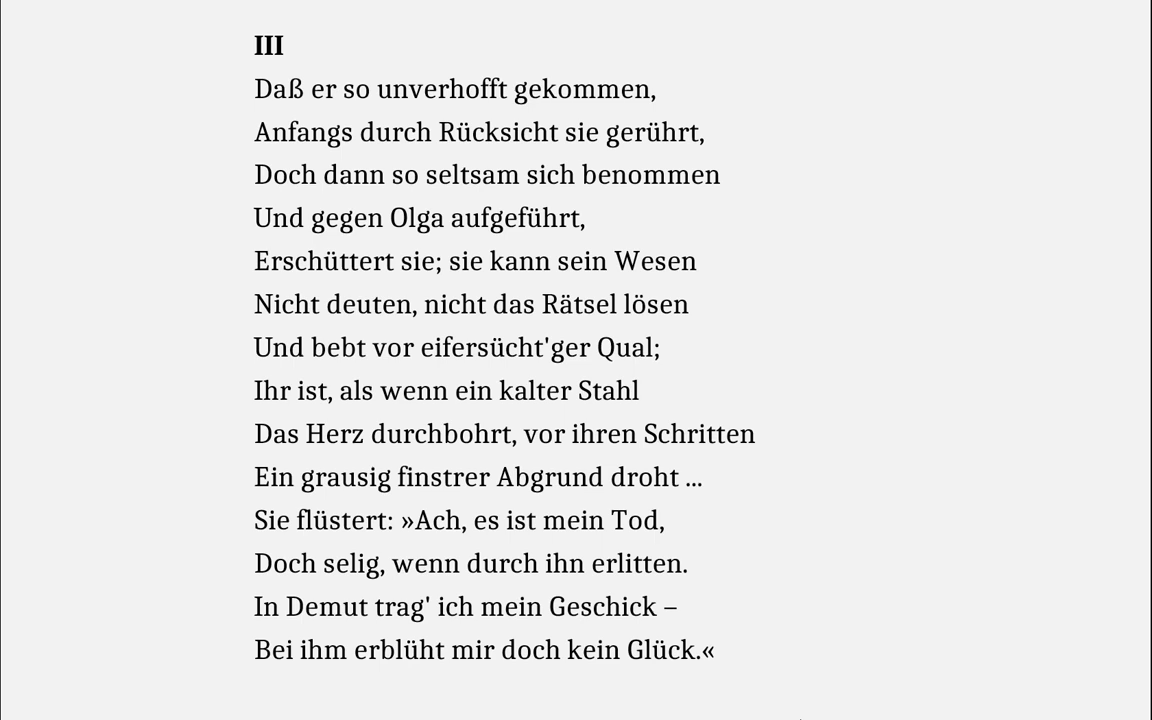 III
Daß er so unverhofft gekommen,
Anfangs durch Rücksicht sie gerührt,
Doch dann so seltsam sich benommen
Und gegen Olga aufgeführt,
Erschüttert sie; sie kann sein Wesen
Nicht deuten, nicht das Rätsel lösen
Und bebt vor eifersücht'ger Qual;
Ihr ist, als wenn ein kalter Stahl
Das Herz durchbohrt, vor ihren Schritten
Ein grausig finstrer Abgrund droht ...
Sie flüstert: »Ach, es ist mein Tod,
Doch selig, wenn durch ihn erlitten.
In Demut trag' ich mein Geschick –
Bei ihm erblüht mir doch kein Glück.«